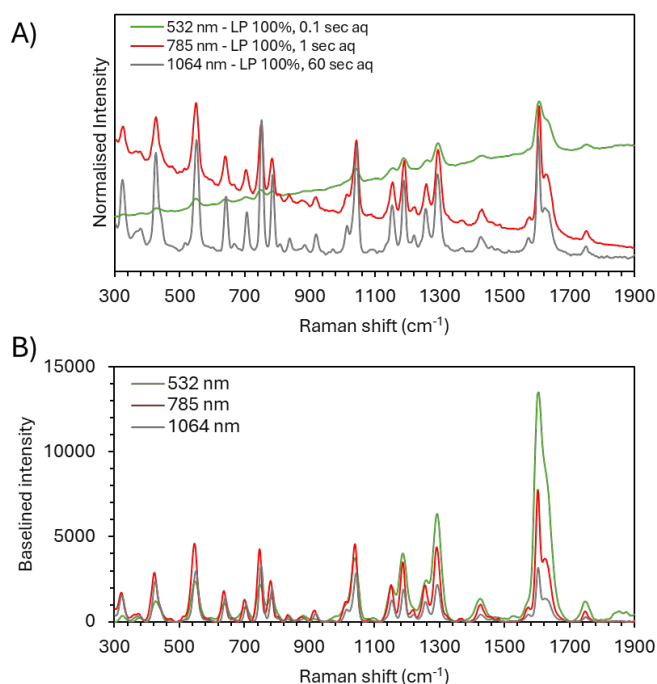 A)
532 nm - LP 100%, 0.1 sec aq
785 nm - LP 100%, 1 sec aq
1064 nm - LP 100%, 60 sec aq
Normalised Intensity
300 500 700 900 1100 1300 1500 1700 1900
Raman shift (cm⁻¹)
B)
15000
532 nm
785 nm
1064 nm
10000
Baselined intensity
5000
0
300 500 700 900 1100 1300 1500 1700 1900
Raman shift (cm⁻¹)